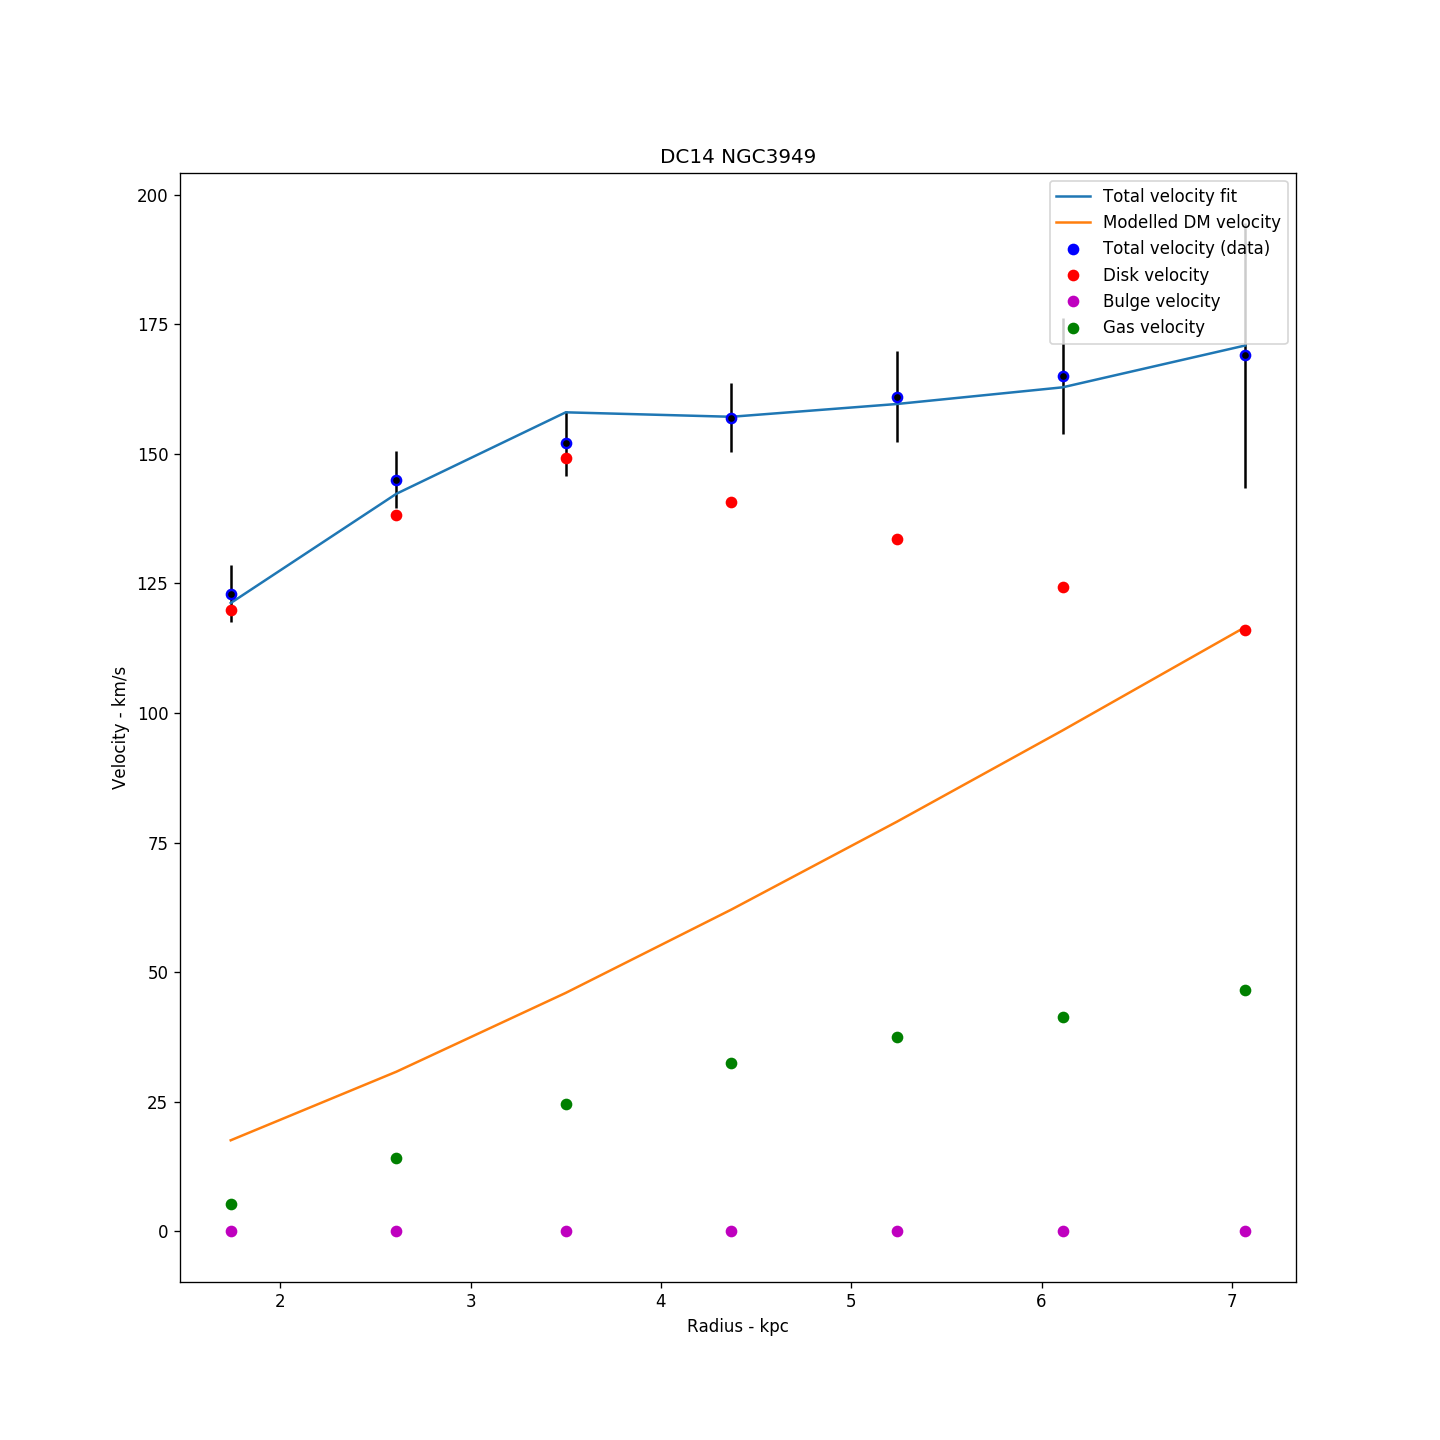 DC14 NGC3949
200
175
150
125
100
75
50
25
0
Velocity - km/s
Total velocity fit
Modelled DM velocity
Total velocity (data)
Disk velocity
Bulge velocity
Gas velocity
2 3 4 5 6 7
Radius - kpc